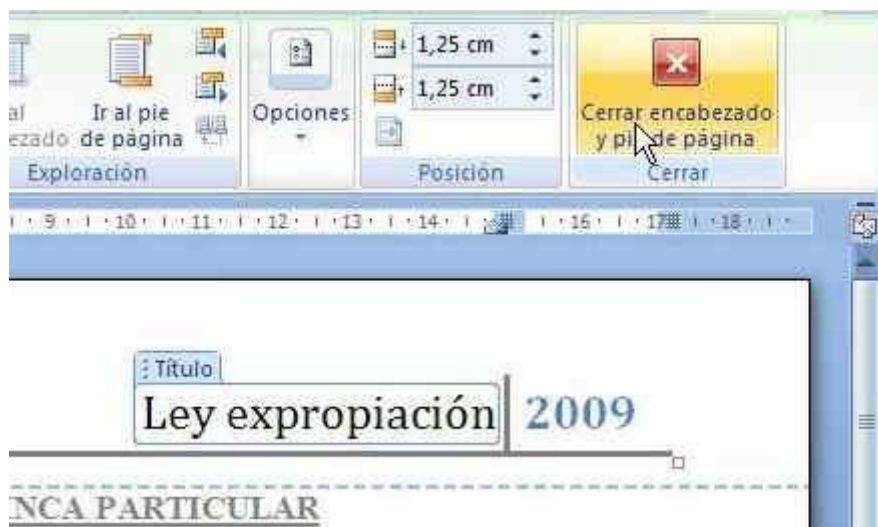 al
ezado
Ir al pie
de página
Exploración
Opciones
1,25 cm
1,25 cm
Posición
Cerrar encabezado
y pie de página
Cerrar
9 10 11 12 13 14 16 17 18
Título
Ley expropiación 2009
NCA PARTICULAR